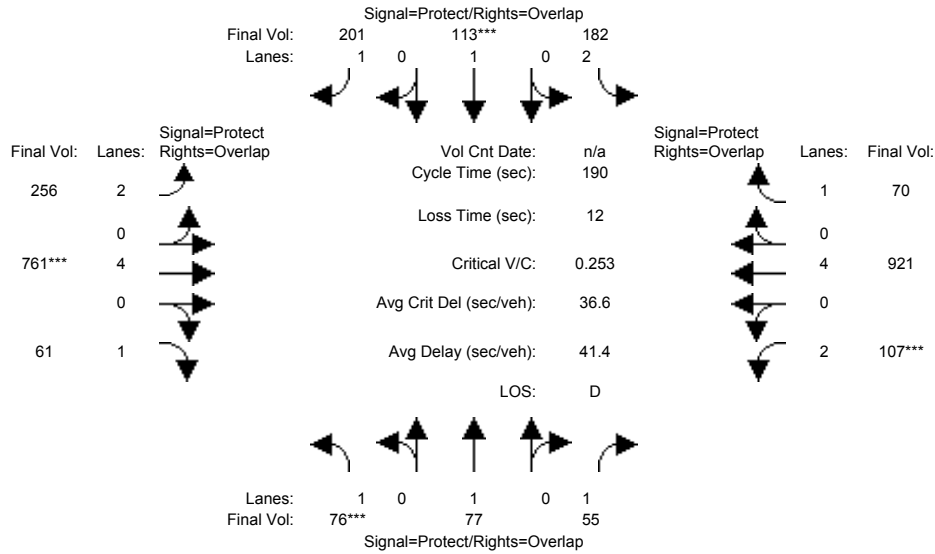 Signal=Protect/Rights=Overlap
Final Vol: 201 113*** 182
Lanes: 1 0 1 0 2
Signal=Protect
Final Vol: Lanes: Rights=Overlap
Vol Cnt Date: n/a
Signal=Protect
Rights=Overlap Lanes: Final Vol:
Cycle Time (sec): 190
256 2
1 70
Loss Time (sec): 12
0
0
761*** 4
Critical V/C: 0.253
4 921
0
Avg Crit Del (sec/veh): 36.6
0
61 1
Avg Delay (sec/veh): 41.4
2 107***
LOS: D
Lanes: 1 0 1 0 1
Final Vol: 76*** 77 55
Signal=Protect/Rights=Overlap